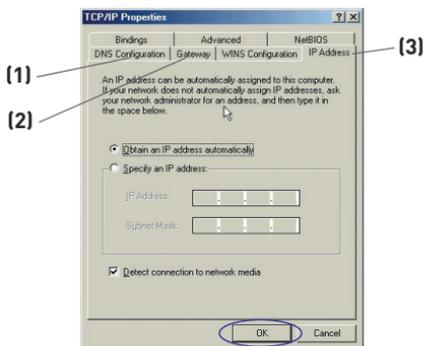 TCP/IP Properties
Bindings Advanced NetBIOS
DNS Configuration Gateway WINS Configuration IP Address
(1)
(2)
(3)
An IP address can be automatically assigned to this computer.
If your network does not automatically assign IP addresses, ask
your network administrator for an address, and then type it in
the space below.
Obtain an IP address automatically
Specify an IP address:
IP Address:
Subnet Mask:
Detect connection to network media
OK Cancel